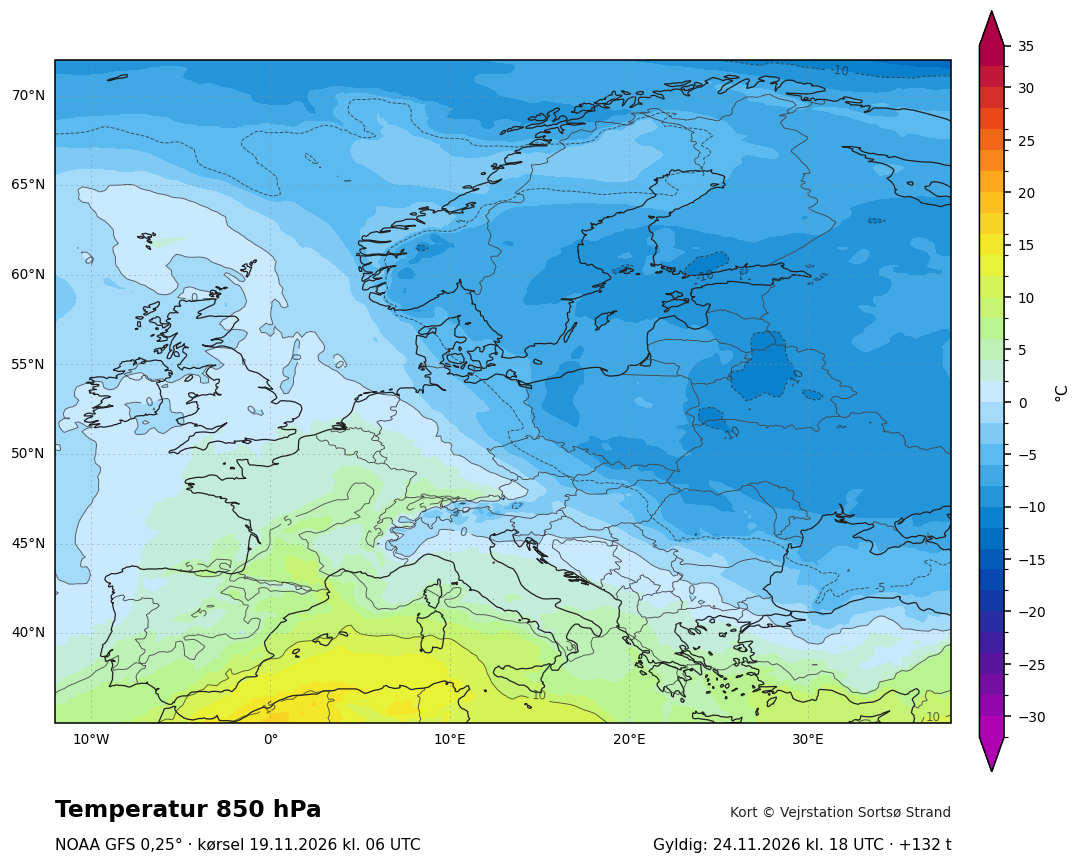 70°N
65°N
60°N
55°N
50°N
45°N
40°N
10°W
0°
10°E
20°E
30°E
35
30
25
20
15
10
5
0
−5
−10
−15
−20
−25
−30
°C
Temperatur 850 hPa
Kort © Vejrstation Sortsø Strand
NOAA GFS 0,25° · kørsel 19.11.2026 kl. 06 UTC
Gyldig: 24.11.2026 kl. 18 UTC · +132 t